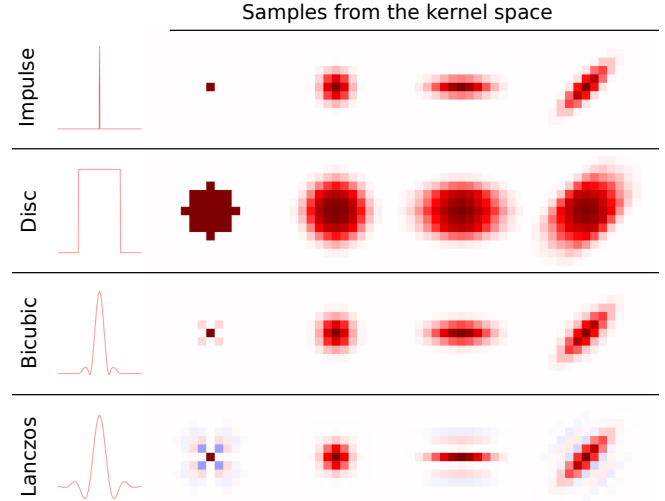 Samples from the kernel space
Impulse
Disc
Bicubic
Lanczos